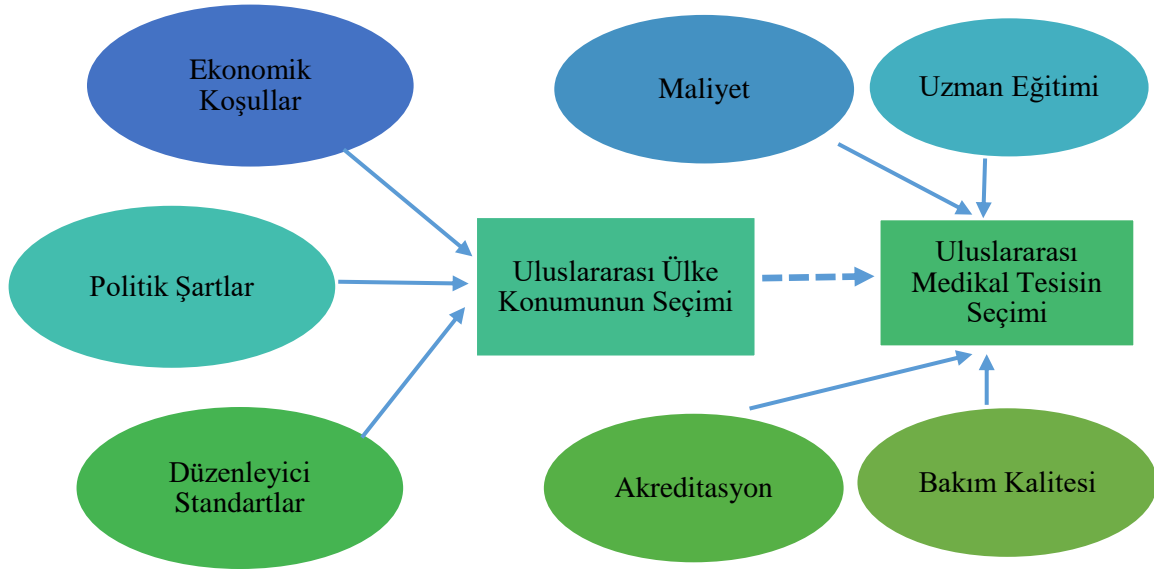 Ekonomik
Koşullar
Maliyet
Uzman Eğitimi
Politik Şartlar
Uluslararası Ülke
Konumunun Seçimi
Uluslararası
Medikal Tesisin
Seçimi
Düzenleyici
Standartlar
Akreditasyon
Bakım Kalitesi